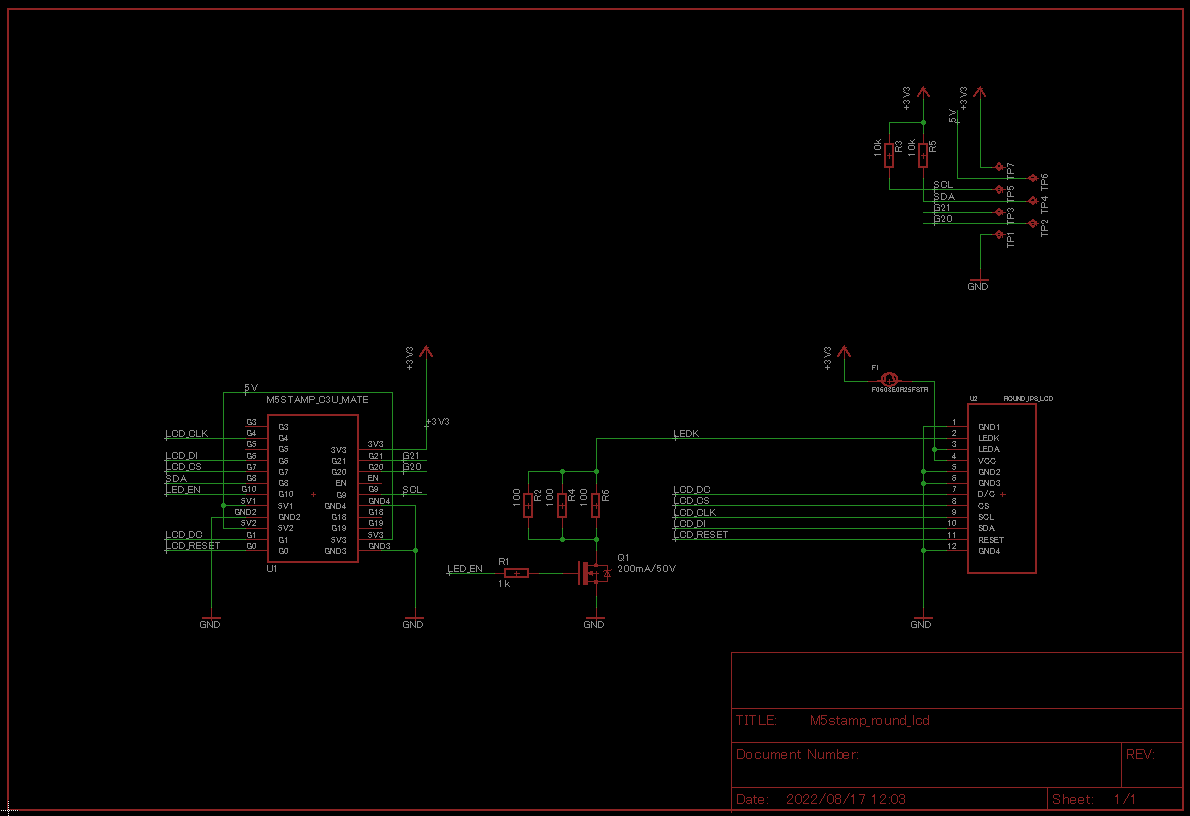 +3V3
+3V3
5V
10k
R3
10k
R5
TP7
TP6
SCL
TP5
SDA
TP4
G21
TP3
G20
TP2
TP1
GND
+3V3
5V
M5STAMP_C3U_MATE
+3V3
G3
G3
LCD_CLK
G4
G4
G5
G5
LCD_DI
G6
G6
LCD_CS
G7
G7
SDA
G8
G8
LED_EN
G10
G10
5V1
5V1
GND2
GND2
5V2
5V2
LCD_DC
G1
G1
LCD_RESET
G0
G0
3V3
3V3
G21
G21
G21
G20
G20
G20
EN
EN
G9
G9
SCL
GND4
GND4
G18
G18
G19
G19
5V3
5V3
GND3
GND3
U1
GND
GND
LEDK
100
R2
100
R4
100
R6
LED_EN
R1
1k
Q1
200mA/50V
GND
+3V3
F1
F0603E0R25FSTR
U2
ROUND_IPS_LCD
1
GND1
2
LEDK
3
LEDA
4
VCC
5
GND2
6
GND3
LCD_DC
7
D/C
LCD_CS
8
CS
LCD_CLK
9
SCL
LCD_DI
10
SDA
LCD_RESET
11
RESET
12
GND4
GND
TITLE: M5stamp_round_lcd
Document Number:
REV:
Date: 2022/08/17 12:03
Sheet: 1/1